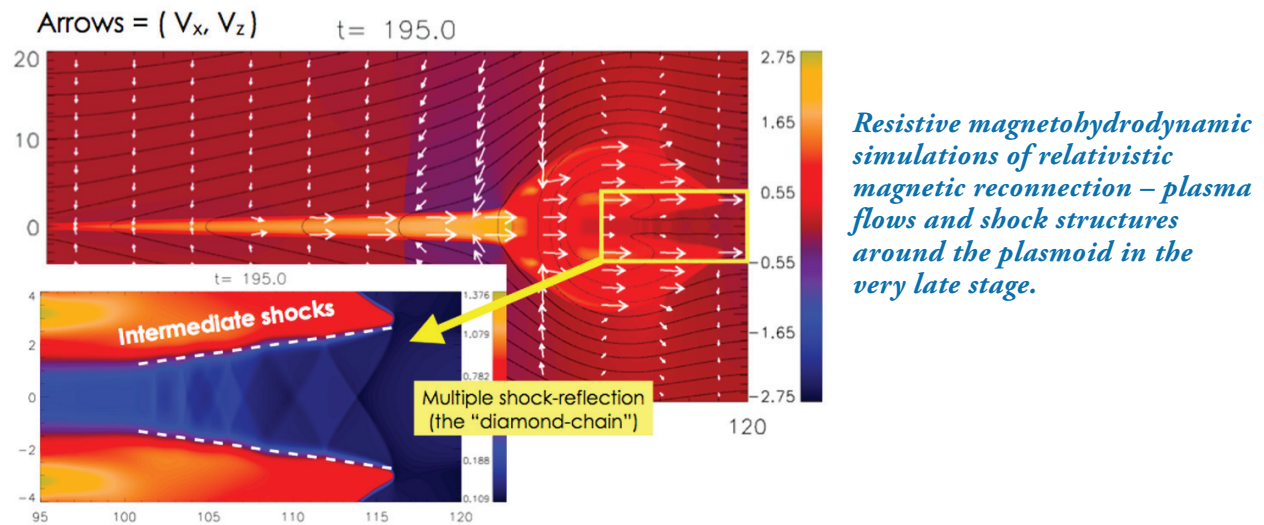 Arrows = ( Vx, Vz )
t= 195.0
20
10
0
2.75
1.65
0.55
-0.55
-1.65
-2.75
120
Resistive magnetohydrodynamic
simulations of relativistic
magnetic reconnection – plasma
flows and shock structures
around the plasmoid in the
very late stage.
t= 195.0
4
2
0
-2
-4
95
100
105
110
115
120
1.376
1.079
0.782
0.188
0.109
Intermediate shocks
Multiple shock-reflection
(the “diamond-chain”)